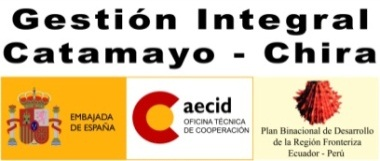 Gestión Integral
Catamayo - Chira
EMBAJADA
DE ESPAÑA
aecid
OFICINA TÉCNICA
DE COOPERACIÓN
Plan Binacional de Desarrollo
de la Región Fronteriza
Ecuador - Perú